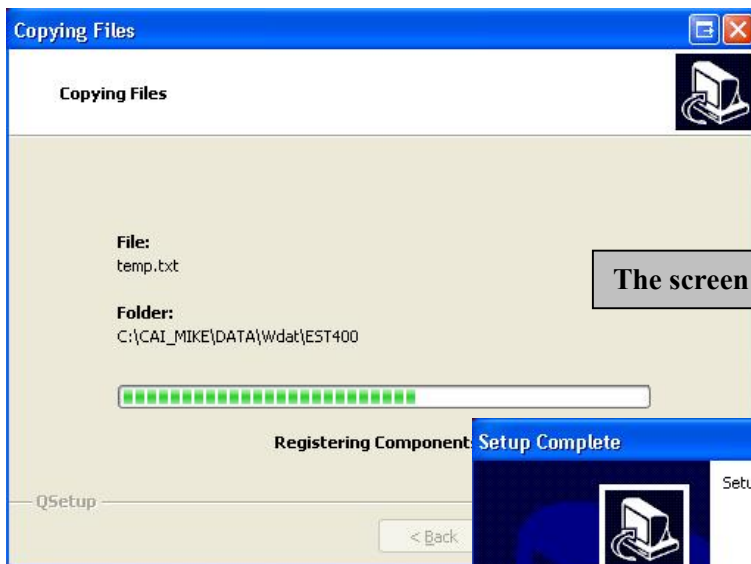 Copying Files
Copying Files
File:
temp.txt
The screen
Folder:
C:\CAI_MIKE\DATA\Wdat\EST400
Registering Component
Setup Complete
Setu
QSetup
< Back